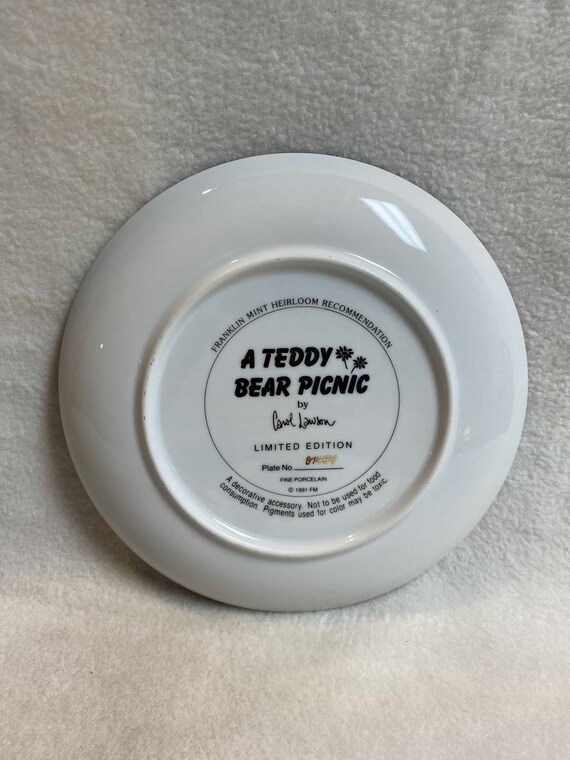 FRANKLIN MINT HEIRLOOM RECOMMENDATION
A TEDDY
BEAR PICNIC
by
Carol Lawson
LIMITED EDITION
Plate No
FINE PORCELAIN
© 1991 FM
A decorative accessory. Not to be used for food
consumption. Pigments used for color may be toxic.